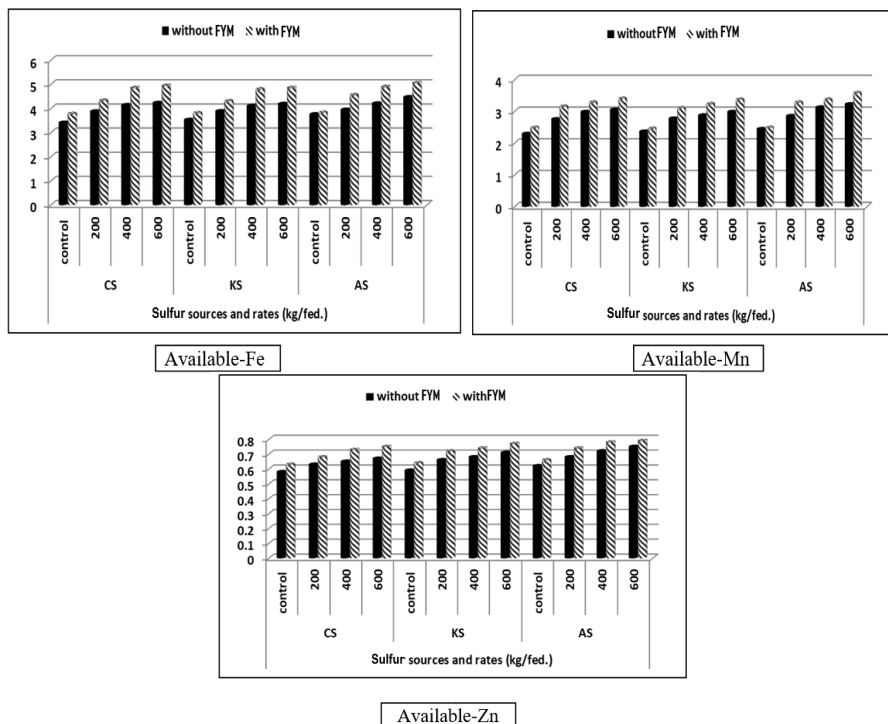 without FYM with FYM
6
5
4
3
2
1
0
control 200 400 600 control 200 400 600 control 200 400 600
CS KS AS
Sulfur sources and rates (kg/fed.)
Available-Fe
without FYM with FYM
4
3
2
1
0
control 200 400 600 control 200 400 600 control 200 400 600
CS KS AS
Sulfur sources and rates (kg/fed.)
Available-Mn
without FYM withFYM
0.8
0.7
0.6
0.5
0.4
0.3
0.2
0.1
0
control 200 400 600 control 200 400 600 control 200 400 600
CS KS AS
Sulfur sources and rates (kg/fed.)
Available-Zn